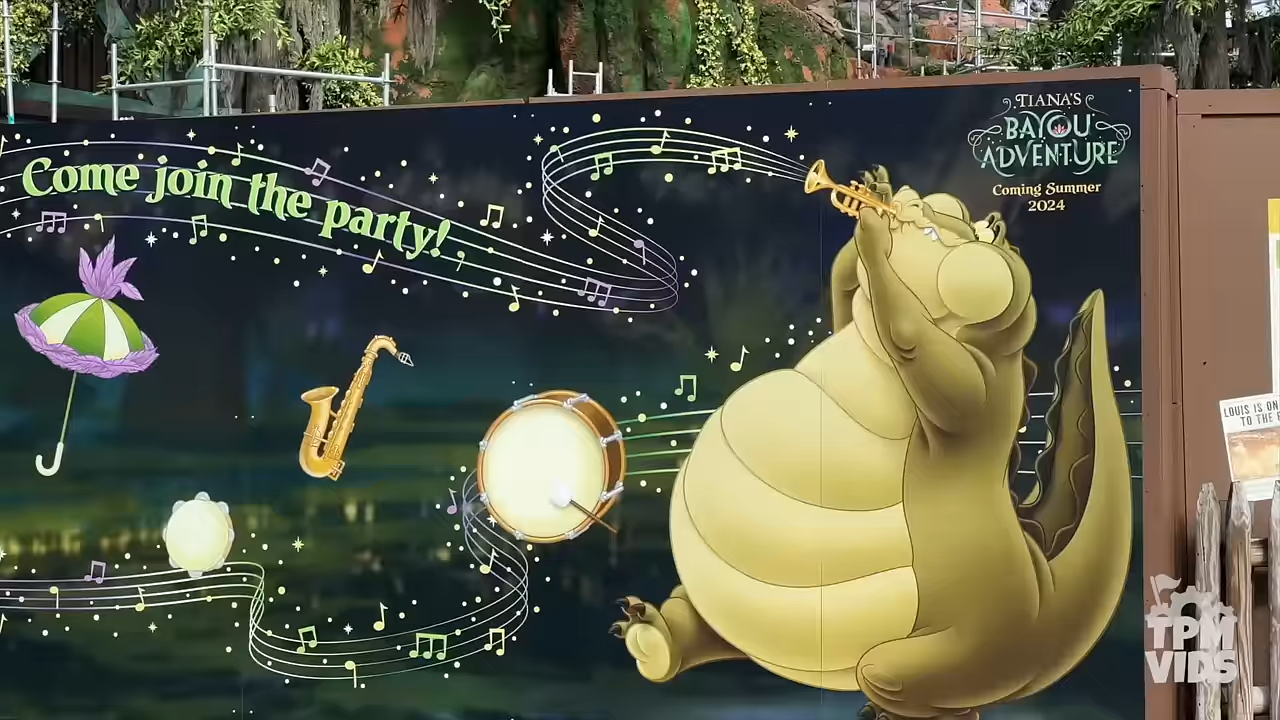 Come join the party!
TIANA'S
BAYOU
ADVENTURE
Coming Summer
2024
LOUIS IS ON
TO THE
TPM
VIDS